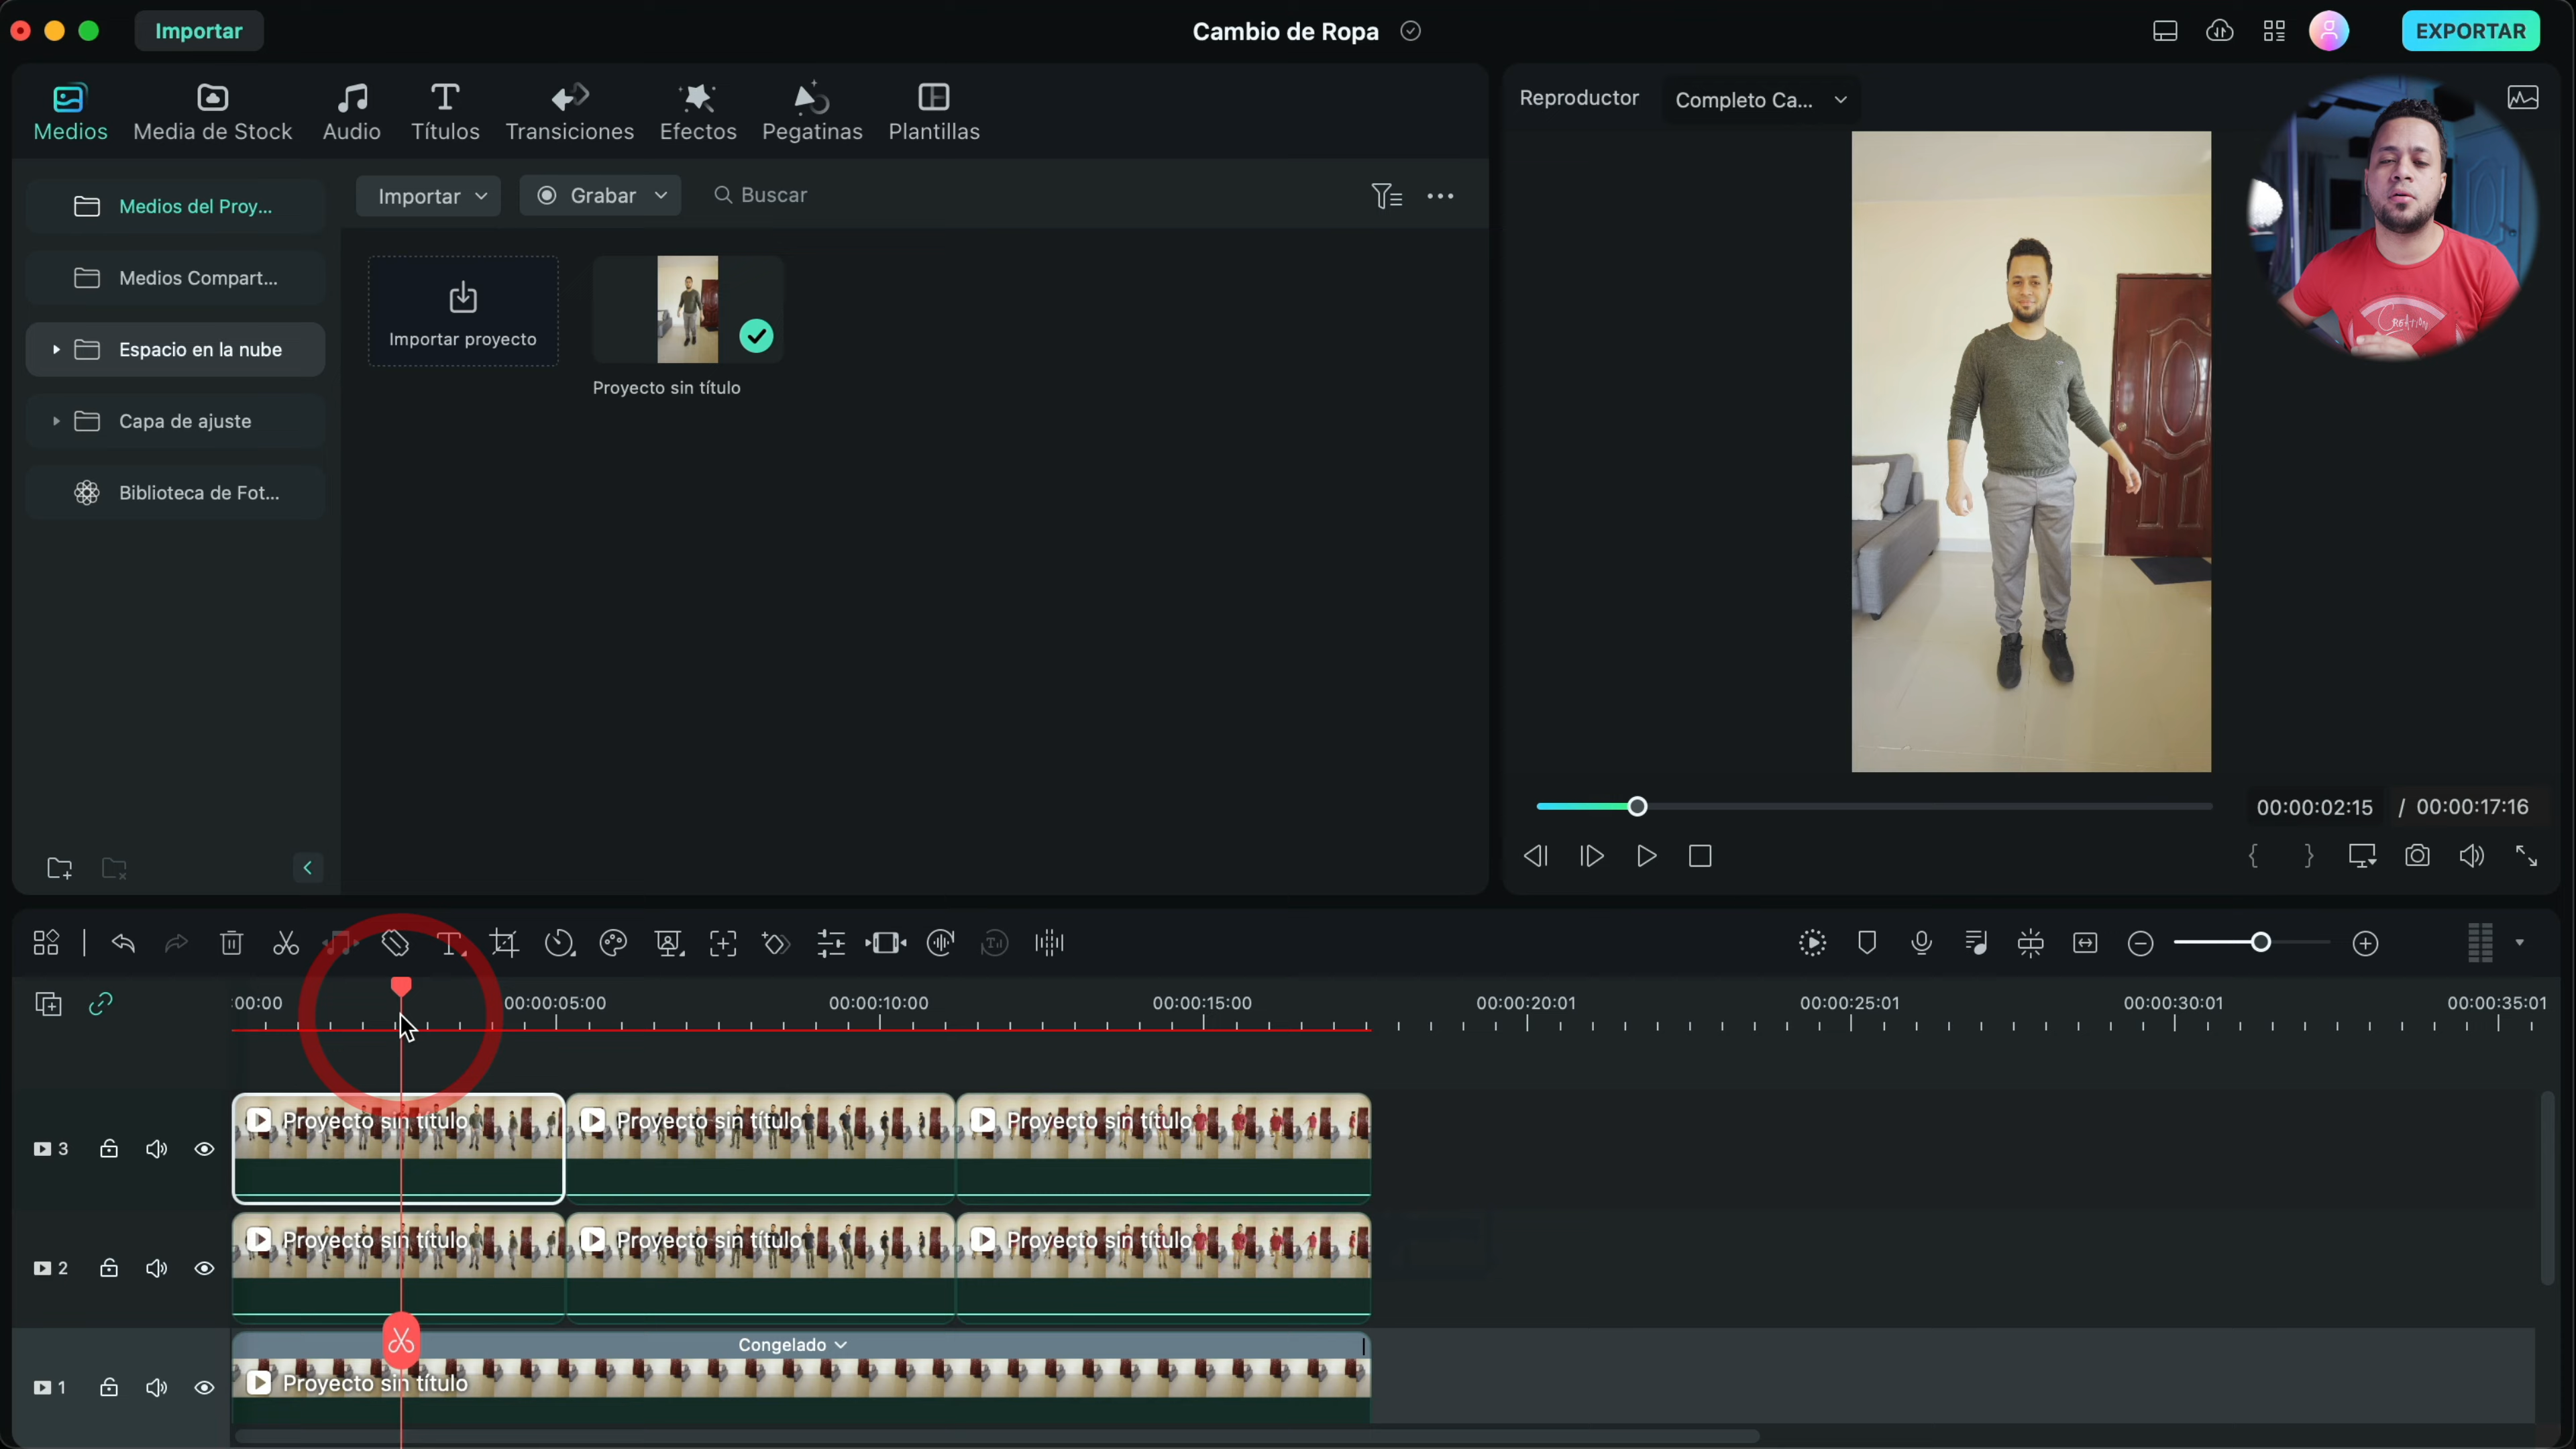 Importar
Cambio de Ropa
EXPORTAR
Medios
Media de Stock
Audio
Títulos
Transiciones
Efectos
Pegatinas
Plantillas
Reproductor
Completo Ca...
Medios del Proy...
Medios Compart...
Espacio en la nube
Capa de ajuste
Biblioteca de Fot...
Importar
Grabar
Buscar
Importar proyecto
Proyecto sin título
CREATION
00:00:02:15 / 00:00:17:16
:00:00
00:00:05:00
00:00:10:00
00:00:15:00
00:00:20:01
00:00:25:01
00:00:30:01
00:00:35:01
3
Proyecto sin título
Proyecto sin título
Proyecto sin título
2
Proyecto sin título
Proyecto sin título
Proyecto sin título
Congelado
1
Proyecto sin título